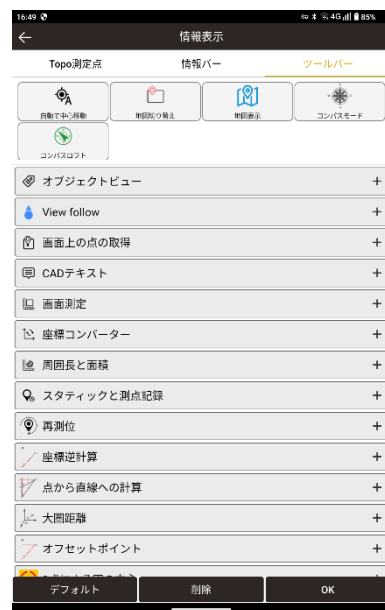 16:49 4G 85%
← 情報表示
Topo測定点 情報バー ツールバー
自動で中心移動 地図切り替え 地図表示 コンパスモード
コンパスロフト
オブジェクトビュー +
View follow +
画面上の点の取得 +
CADテキスト +
画面測定 +
座標コンバーター +
周囲長と面積 +
スタティックと測点記録 +
再測位 +
座標逆計算 +
点から直線への計算 +
大圏距離 +
オフセットポイント +
デフォルト 削除 OK